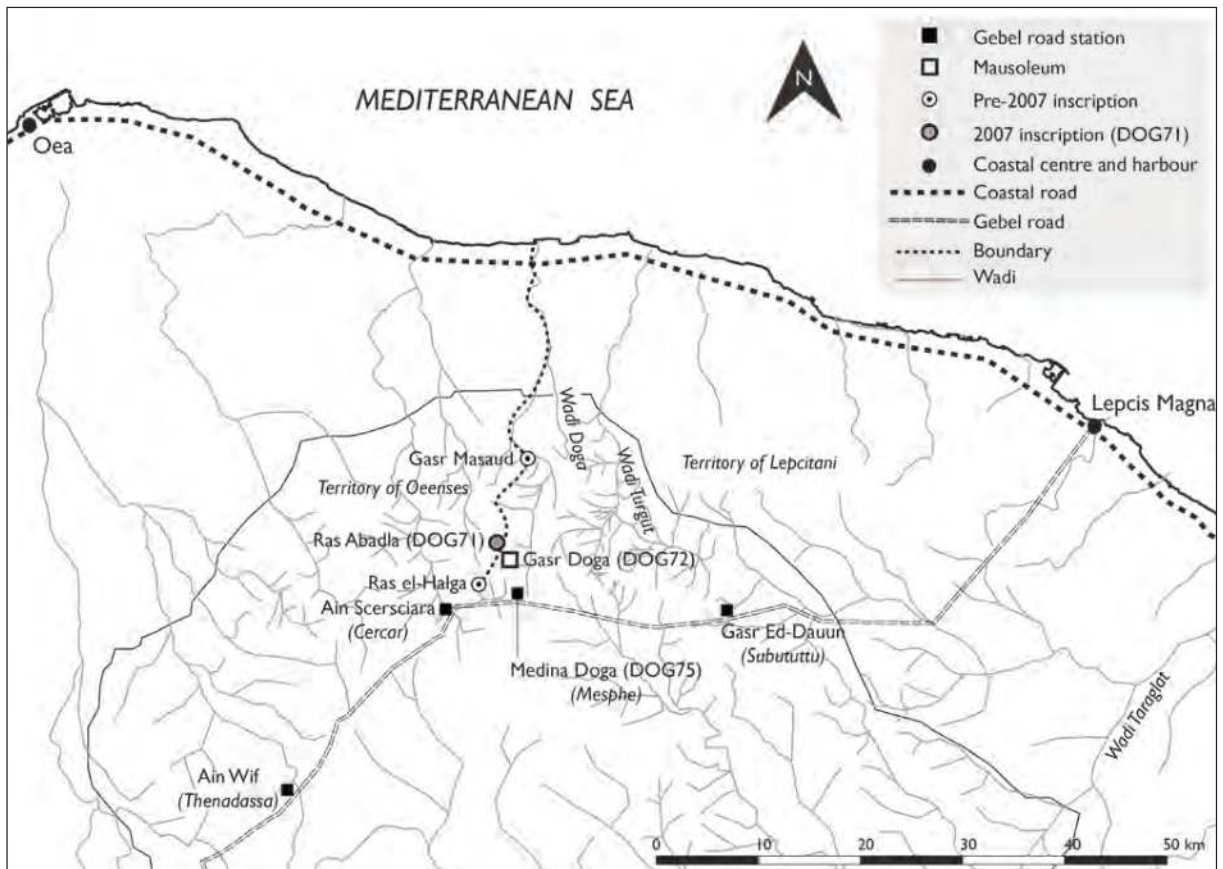 MEDITERRANEAN SEA
N
Gebel road station
Mausoleum
Pre-2007 inscription
2007 inscription (DOG71)
Coastal centre and harbour
Coastal road
Gebel road
Boundary
Wadi
Oea
Lepcis Magna
Wadi Doga
Gasr Masaud
Wadi Turgut
Territory of Lepcitani
Territory of Oeenses
Ras Abadla (DOG71)
Gasr Doga (DOG72)
Ras el-Halga
Ain Scersciara
(Cercar)
Gasr Ed-Dauun
(Subututtu)
Medina Doga (DOG75)
(Mesphe)
Wadi Taraglat
Ain Wif
(Thenadassa)
0 10 20 30 40 50 km